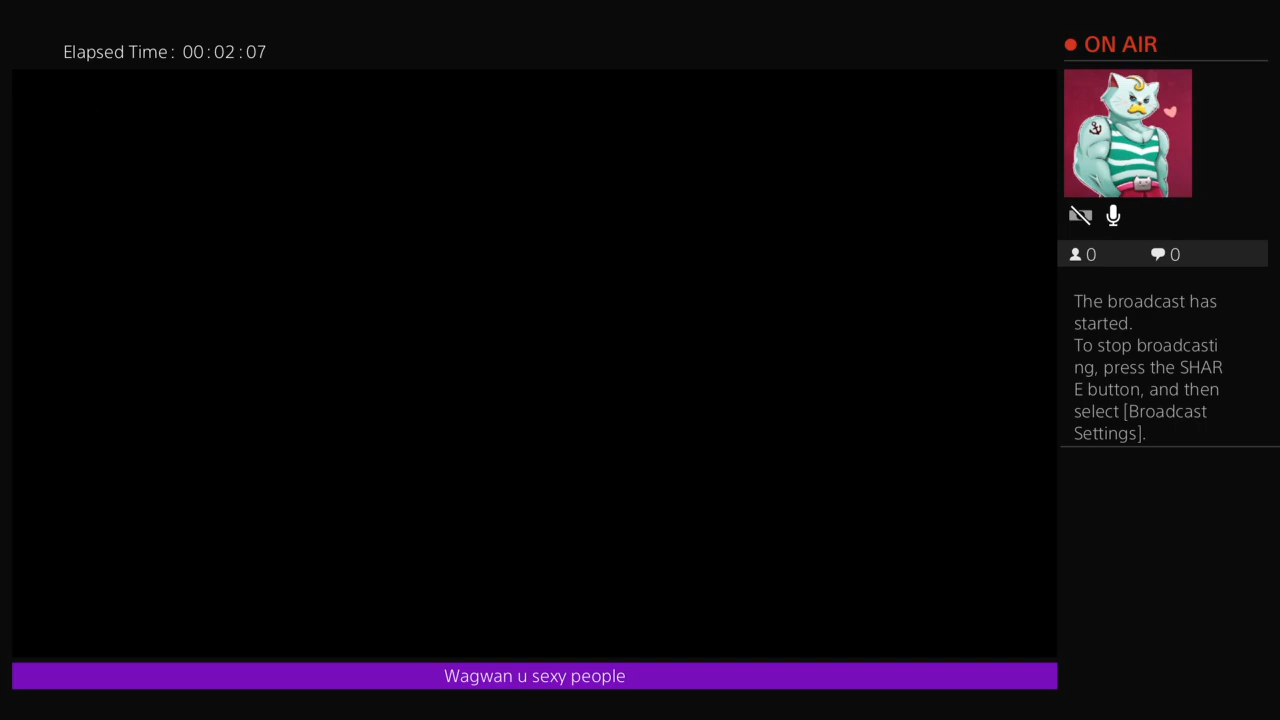 Elapsed Time: 00:02:07
ON AIR
0 0
The broadcast has
started.
To stop broadcasti
ng, press the SHAR
E button, and then
select [Broadcast
Settings].
Wagwan u sexy people